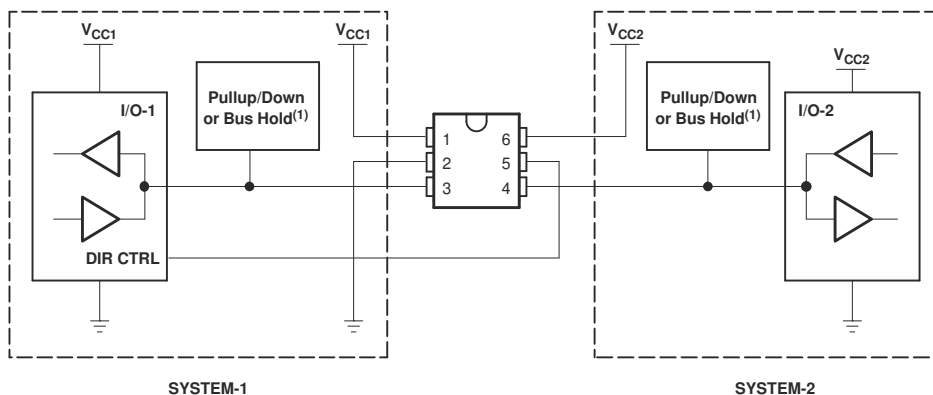 VCC1
VCC1
VCC2
VCC2
I/O-1
Pullup/Down
or Bus Hold(1)
Pullup/Down
or Bus Hold(1)
I/O-2
1
6
2
5
3
4
DIR CTRL
SYSTEM-1
SYSTEM-2